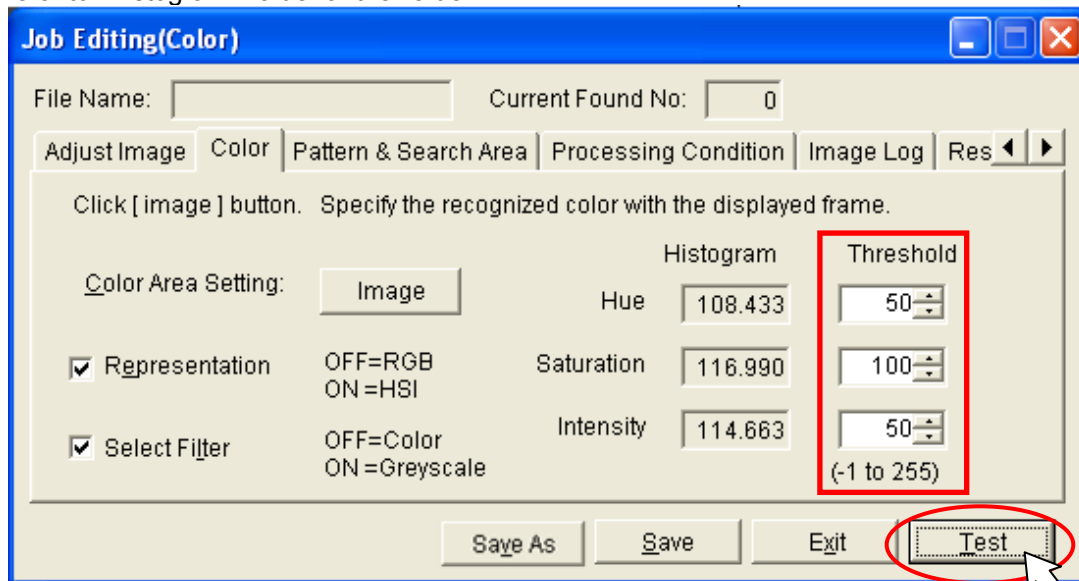 Job Editing(Color)
File Name: Current Found No: 0
Adjust Image Color Pattern & Search Area Processing Condition Image Log Res
Click [ image ] button. Specify the recognized color with the displayed frame.
Histogram Threshold
Color Area Setting: Image Hue 108.433 50
Representation OFF=RGB Saturation 116.990 100
ON =HSI
Select Filter OFF=Color Intensity 114.663 50
ON =Greyscale (-1 to 255)
Save As Save Exit Test